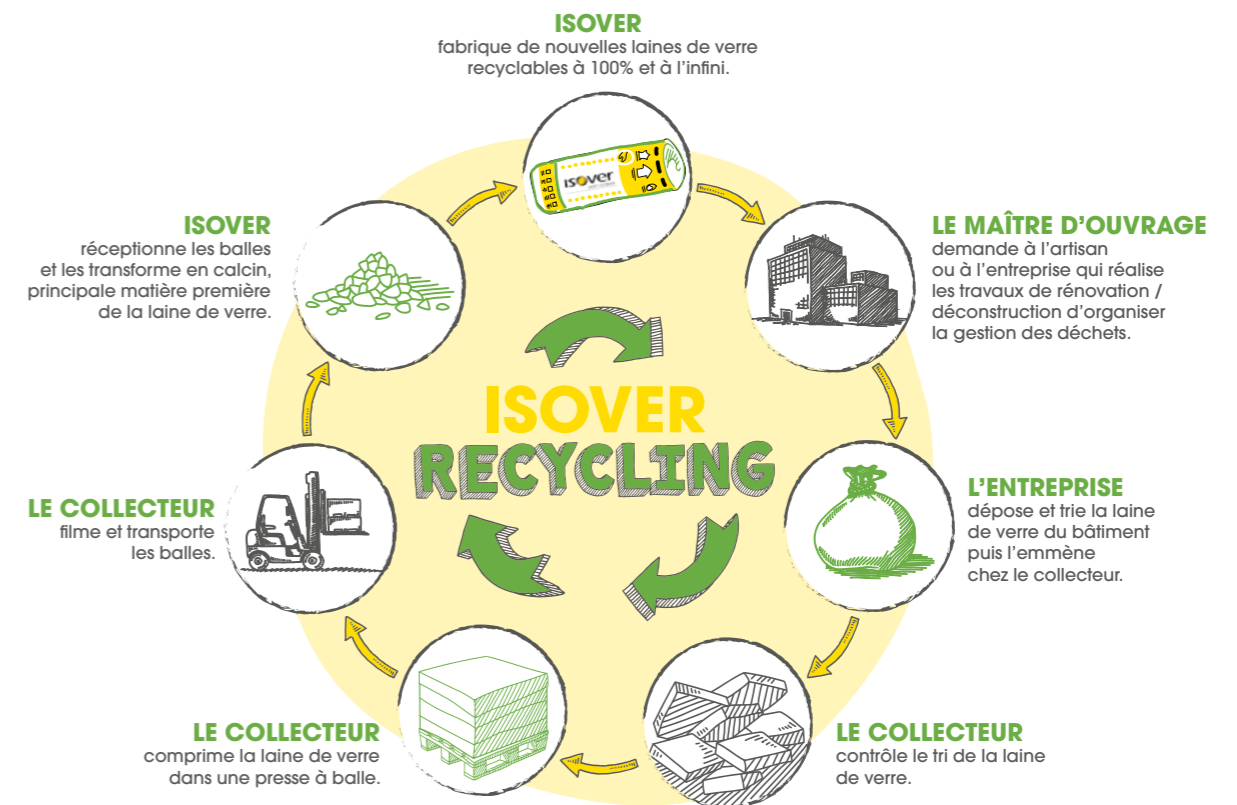 ISOVER
fabrique de nouvelles laines de verre
recyclables à 100% et à l'infini.
isover
LE MAÎTRE D'OUVRAGE
demande à l'artisan
ou à l'entreprise qui réalise
les travaux de rénovation /
déconstruction d'organiser
la gestion des déchets.
L'ENTREPRISE
dépose et trie la laine
de verre du bâtiment
puis l'emmène
chez le collecteur.
LE COLLECTEUR
contrôle le tri de la laine
de verre.
LE COLLECTEUR
comprime la laine de verre
dans une presse à balle.
LE COLLECTEUR
filme et transporte
les balles.
ISOVER
réceptionne les balles
et les transforme en calcin,
principale matière première
de la laine de verre.
ISOVER
RECYCLING